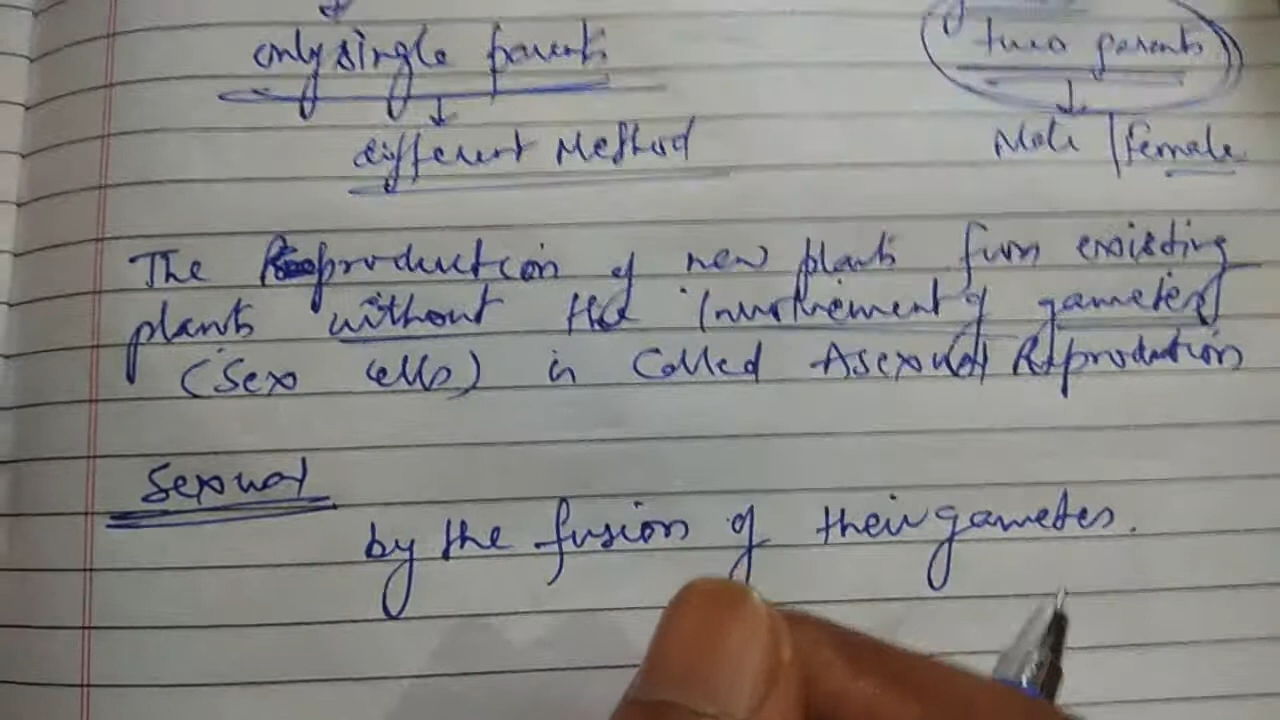 only single parents
two parents
different Method
Male | female
The Reproduction of new plants from existing
plants without the involvement of gametes
(Sex cells) is called Asexual Reproduction
Sexual
by the fusion of their gametes.